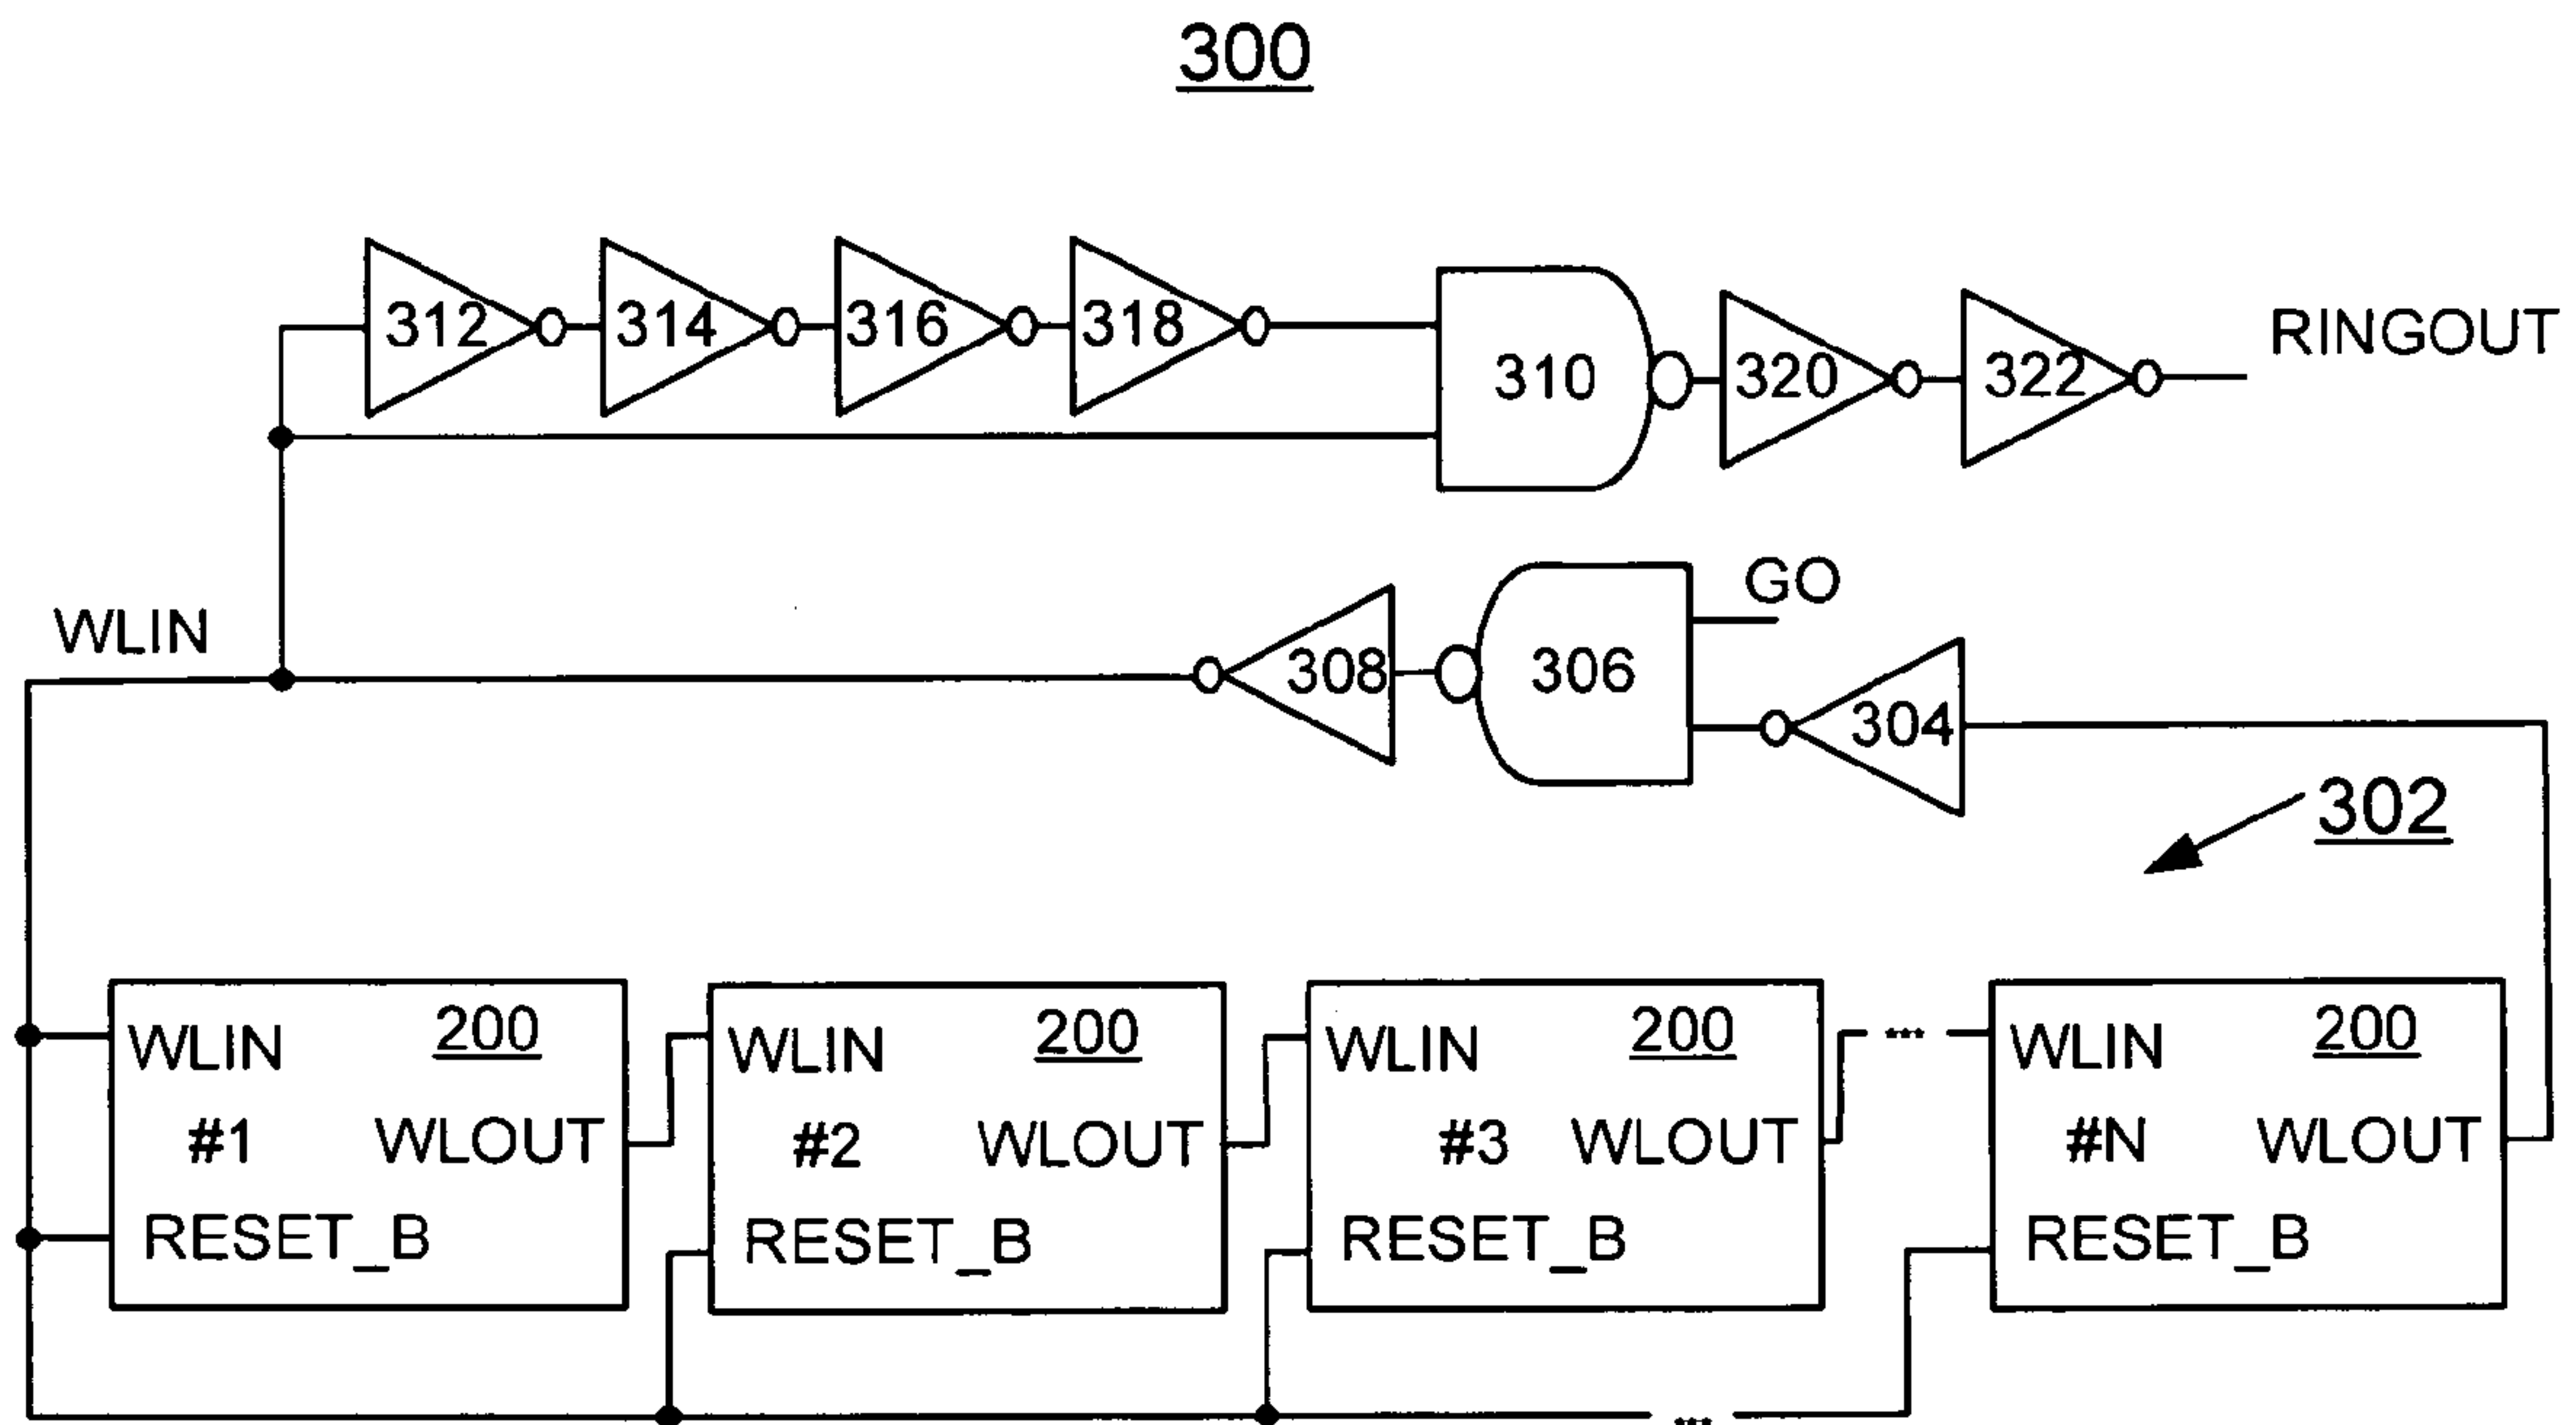 300
312
314
316
318
310
320
322
RINGOUT
GO
WLIN
308
306
304
302
WLIN 200
#1 WLOUT
RESET_B
WLIN 200
#2 WLOUT
RESET_B
WLIN 200
#3 WLOUT
RESET_B
...
WLIN 200
#N WLOUT
RESET_B
...